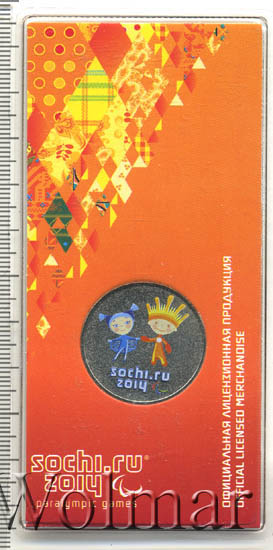 sochi.ru
2014
sochi.ru
2014
paralympic games
ОФИЦИАЛЬНАЯ ЛИЦЕНЗИОННАЯ ПРОДУКЦИЯ
OFFICIAL LICENSED MERCHANDISE
Wolmar